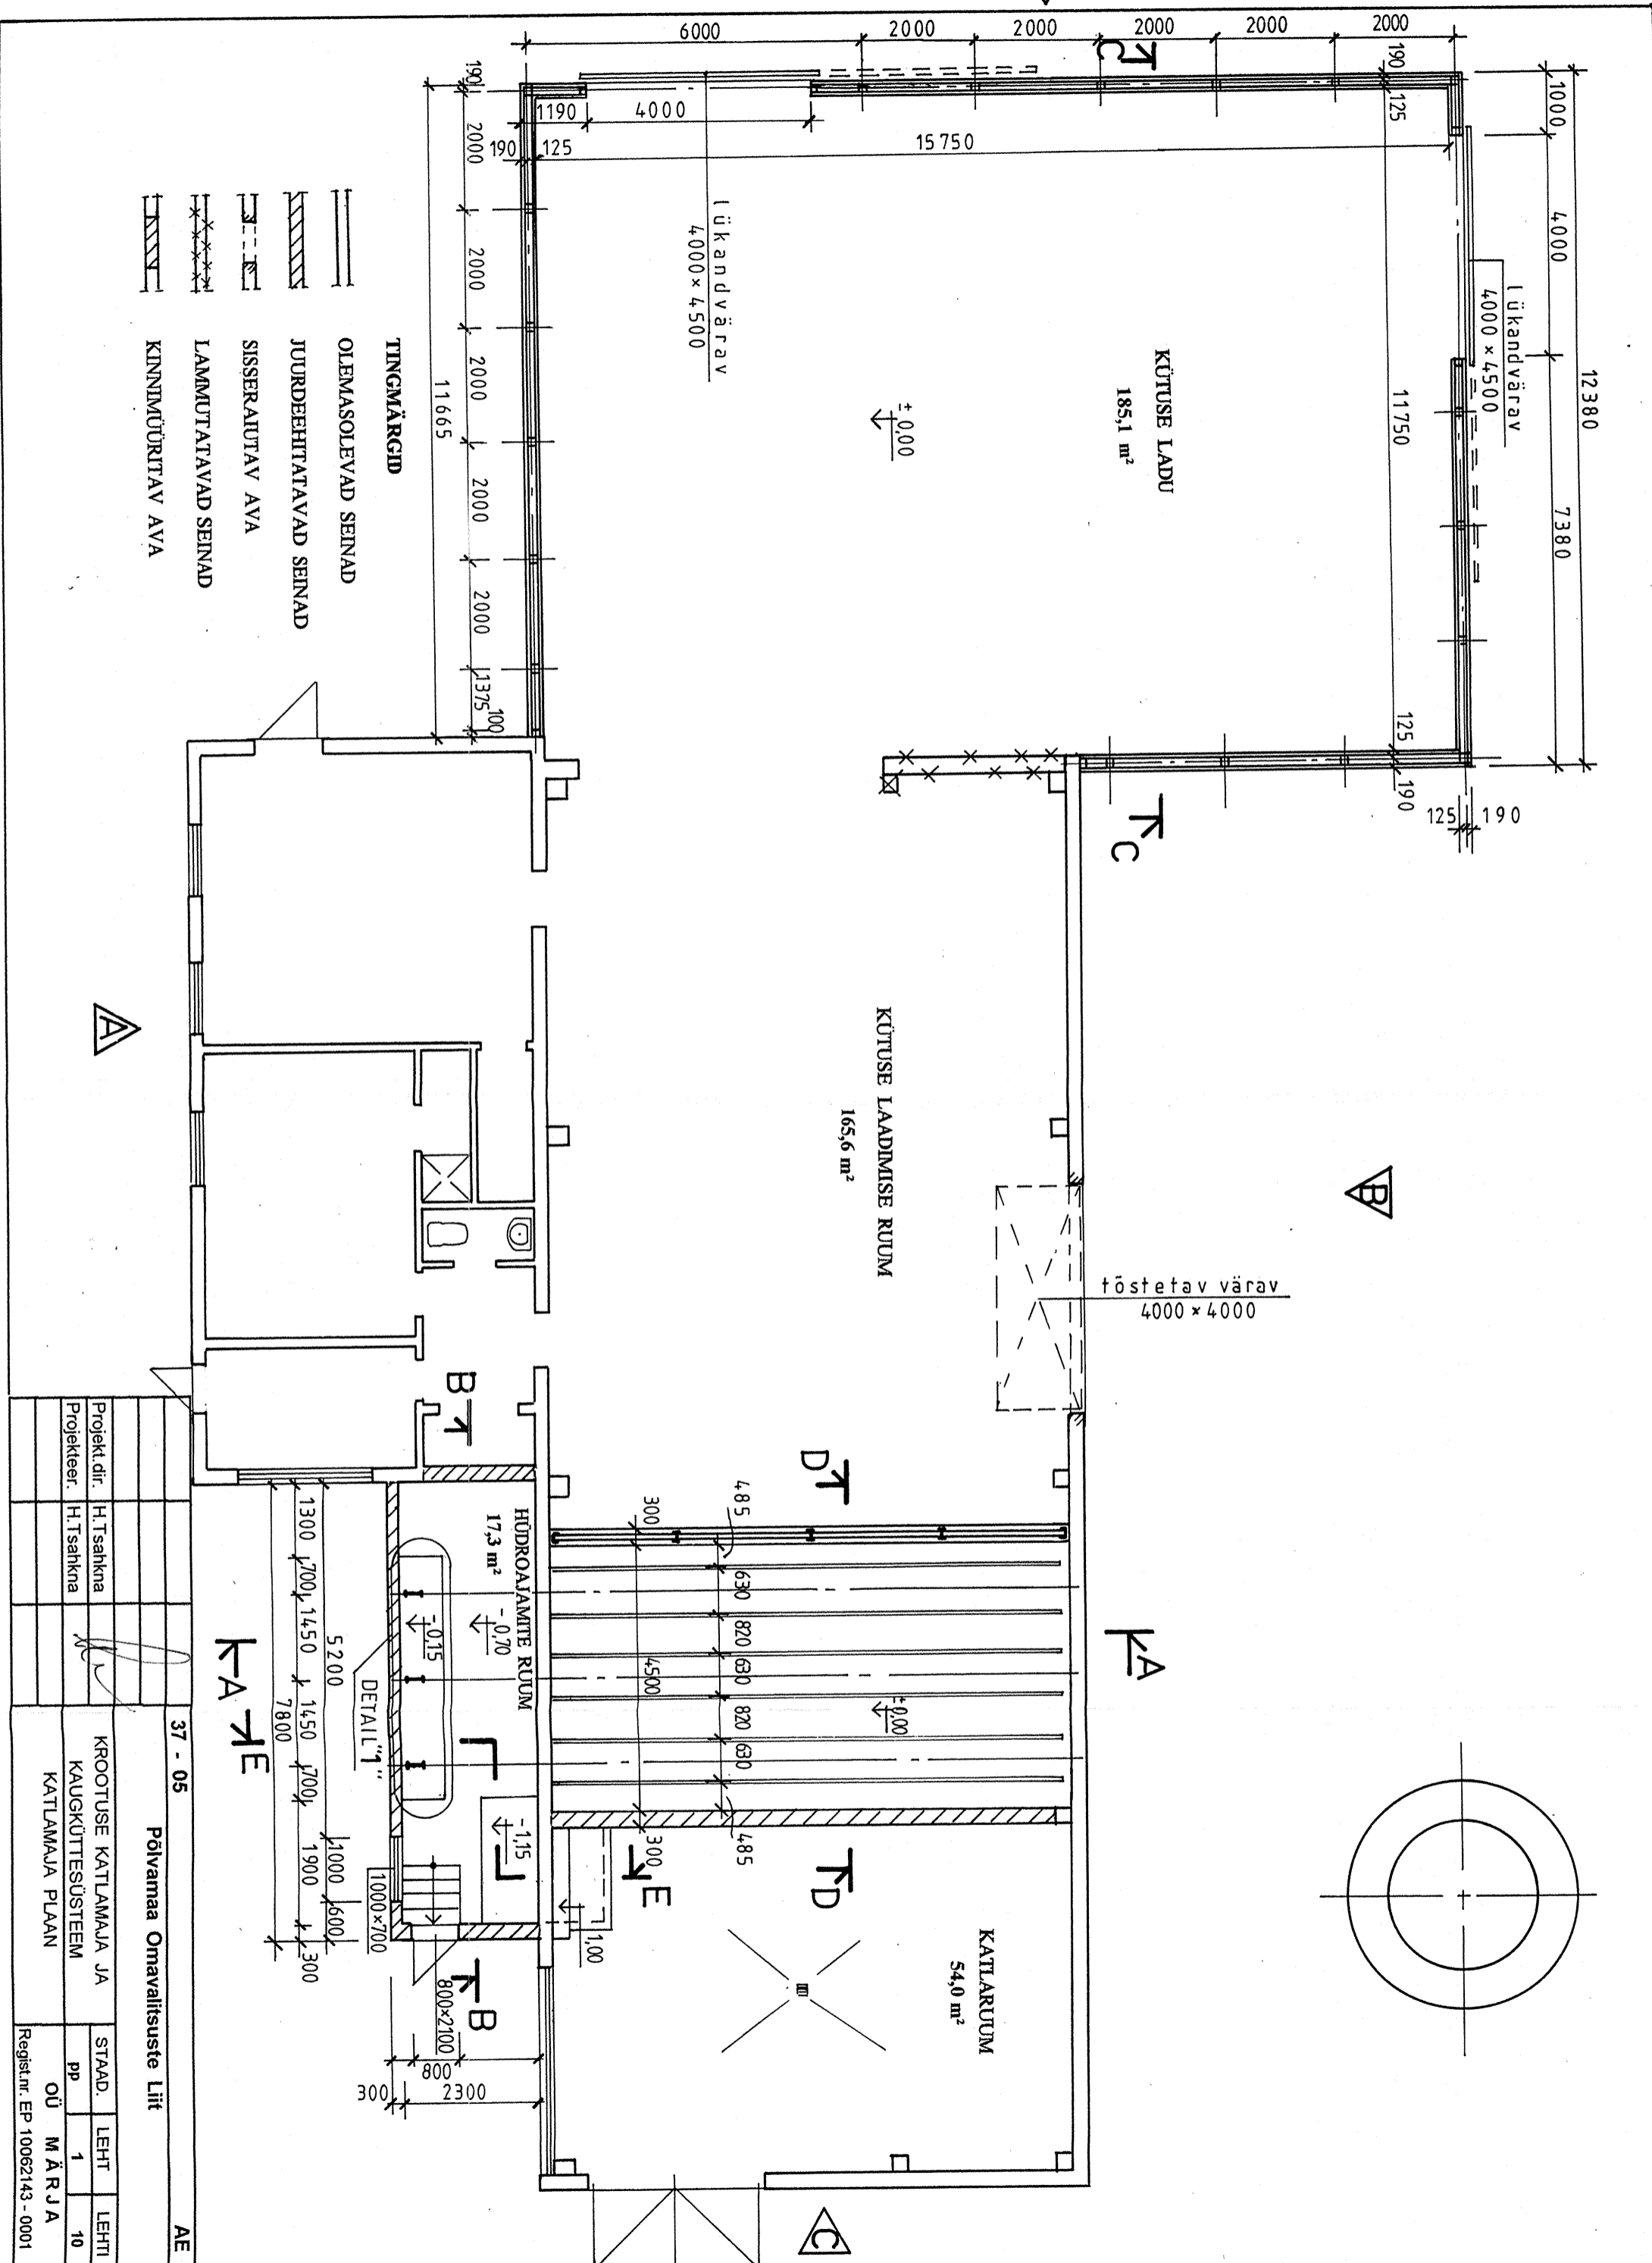 6000
2000
2000
2000
2000
2000
C
190
190
125
1000
1190
4000
2000
190
125
15750
4000
12380
lükandvärav
4000 × 4500
lükandvärav
4000 × 4500
KÜTUSE LADU
185,1 m²
± 0,000
11750
7380
2000
2000
2000
2000
1375
100
11665
125
190
125
190
C
TINGMÄRGID
OLEMASOLEVAD SEINAD
JUURDEEHITATAVAD SEINAD
SISSERAIUTAV AVA
LAMMUTATAVAD SEINAD
KINNIMÜÜRITAV AVA
A
B
KÜTUSE LAADIMISE RUUM
165,6 m²
tõstetav värav
4000 × 4000
B
D
485
300
630
820
630
820
630
4500
485
300
±0,00
A
HÜDROAJAMITE RUUM
17,3 m²
-0,70
-0,15
-1,15
1,00
DETAIL "1"
1300
700
1450
1450
700
1900
300
5200
1000
600
7800
1000×700
800×2100
800
300
2300
A
E
E
D
B
KATLARUUM
54,0 m²
C
Projekt.dir.
H.Tsahkna
Projekteer.
H.Tsahkna
37 - 05
AE
Põlvamaa Omavalitsuste Liit
KROOTUSE KATLAMAJA JA
KAUGKÜTTESÜSTEEM
KATLAMAJA PLAAN
STAAD.
LEHT
LEHTI
pp
1
10
OÜ MÄRJA
Regist.nr. EP 10062143 - 0001